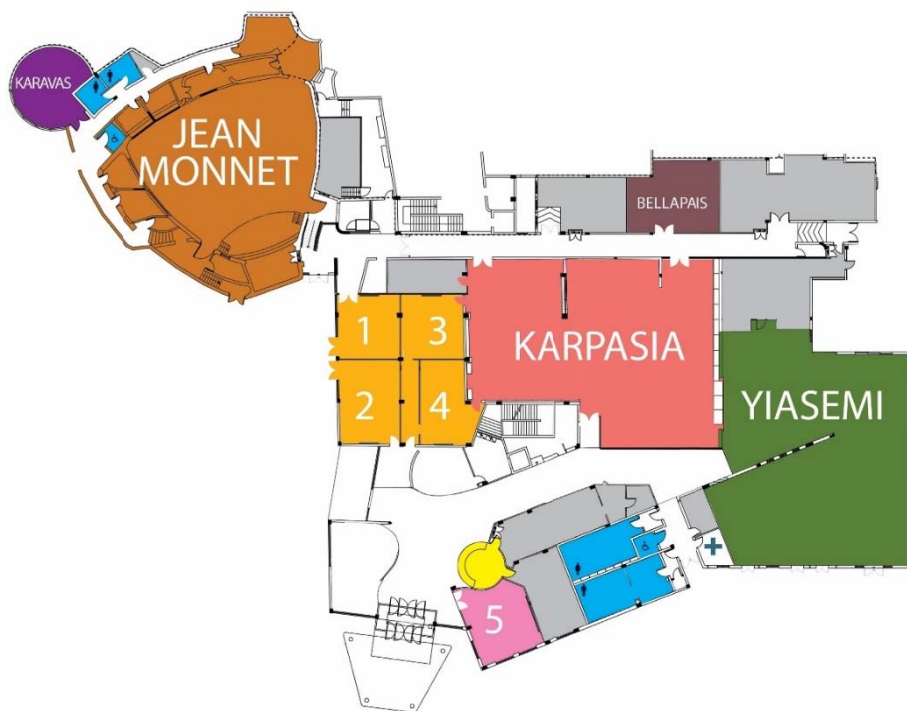 KARAVAS
JEAN
MONNET
BELLAPAIS
1
3
KARPASIA
2
4
YIASEMI
5